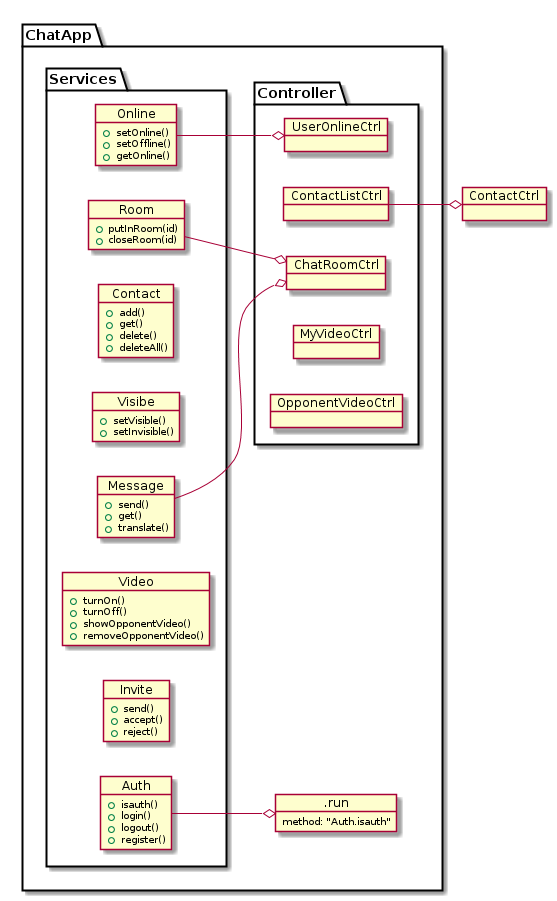 ChatApp
Services
Online
setOnline()
setOffline()
getOnline()
Room
putInRoom(id)
closeRoom(id)
Contact
add()
get()
delete()
deleteAll()
Visibe
setVisible()
setInvisible()
Message
send()
get()
translate()
Video
turnOn()
turnOff()
showOpponentVideo()
removeOpponentVideo()
Invite
send()
accept()
reject()
Auth
isauth()
login()
logout()
register()
Controller
UserOnlineCtrl
ContactListCtrl
ChatRoomCtrl
MyVideoCtrl
OpponentVideoCtrl
ContactCtrl
.run
method: "Auth.isauth"